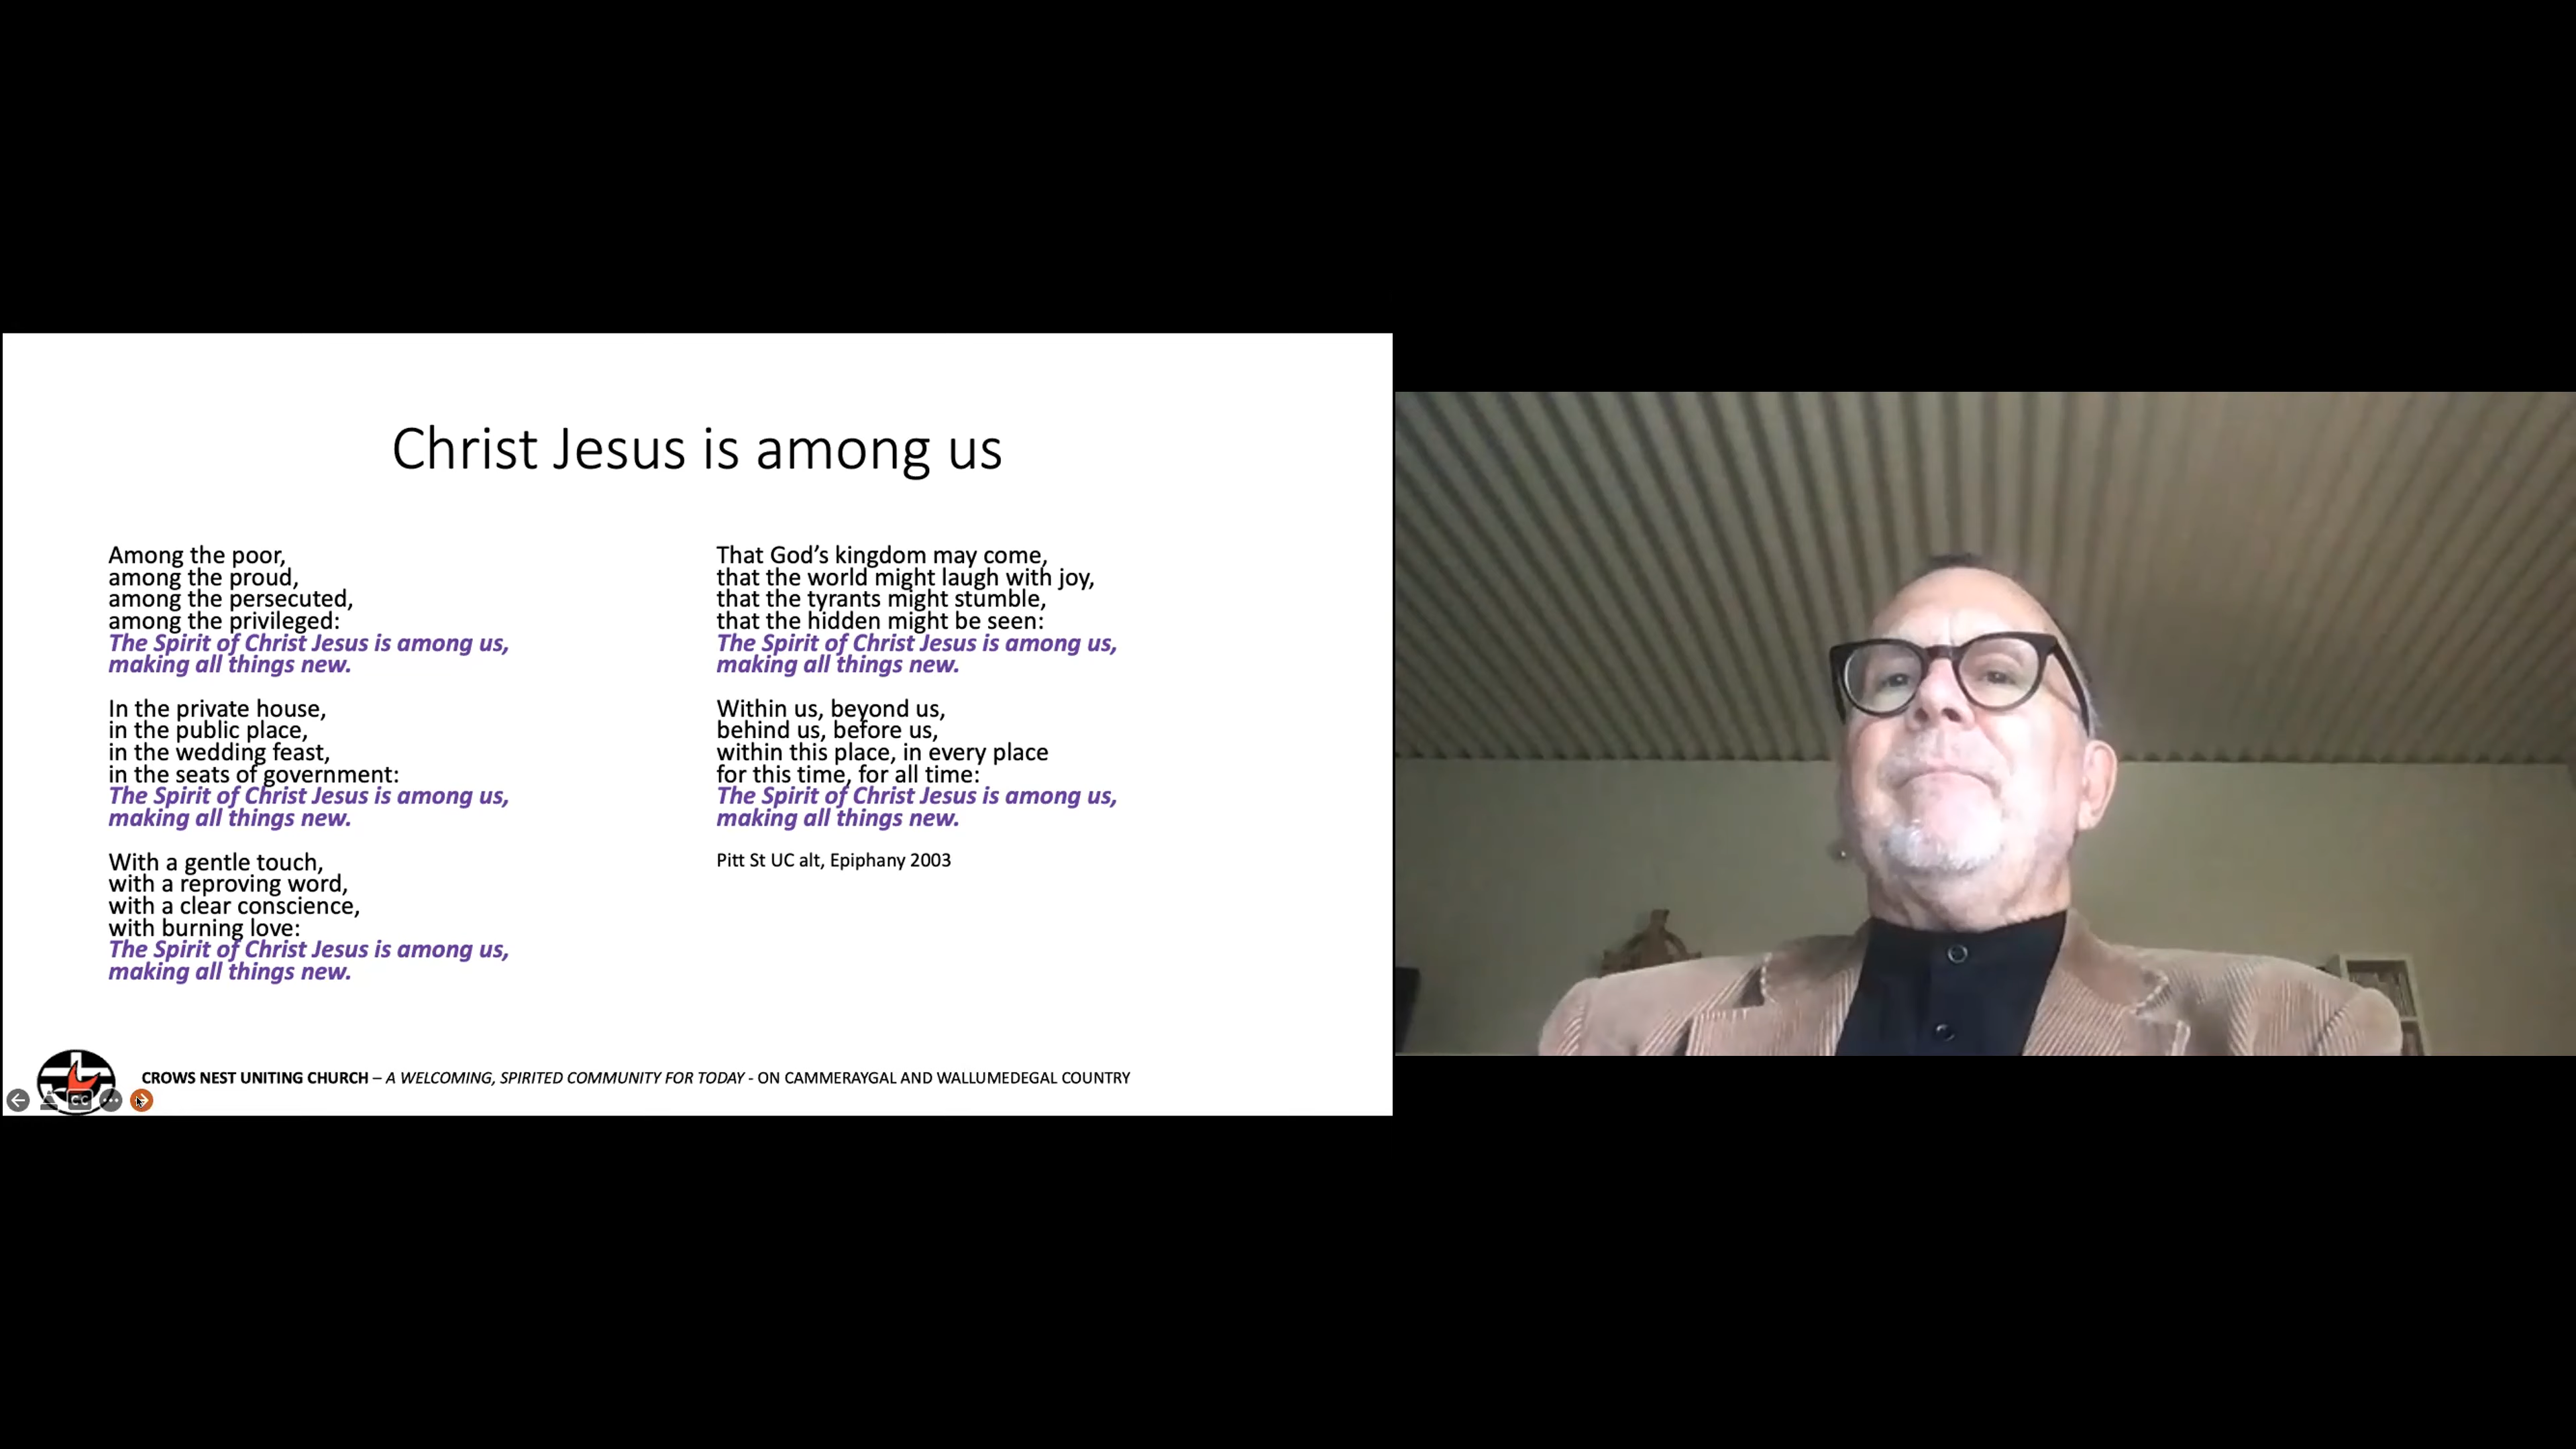 Christ Jesus is among us
Among the poor,
among the proud,
among the persecuted,
among the privileged:
The Spirit of Christ Jesus is among us,
making all things new.
In the private house,
in the public place,
in the wedding feast,
in the seats of government:
The Spirit of Christ Jesus is among us,
making all things new.
With a gentle touch,
with a reproving word,
with a clear conscience,
with burning love:
The Spirit of Christ Jesus is among us,
making all things new.
That God’s kingdom may come,
that the world might laugh with joy,
that the tyrants might stumble,
that the hidden might be seen:
The Spirit of Christ Jesus is among us,
making all things new.
Within us, beyond us,
behind us, before us,
within this place, in every place
for this time, for all time:
The Spirit of Christ Jesus is among us,
making all things new.
Pitt St UC alt, Epiphany 2003
CROWS NEST UNITING CHURCH – A WELCOMING, SPIRITED COMMUNITY FOR TODAY - ON CAMMERAYGAL AND WALLUMEDEGAL COUNTRY
CC